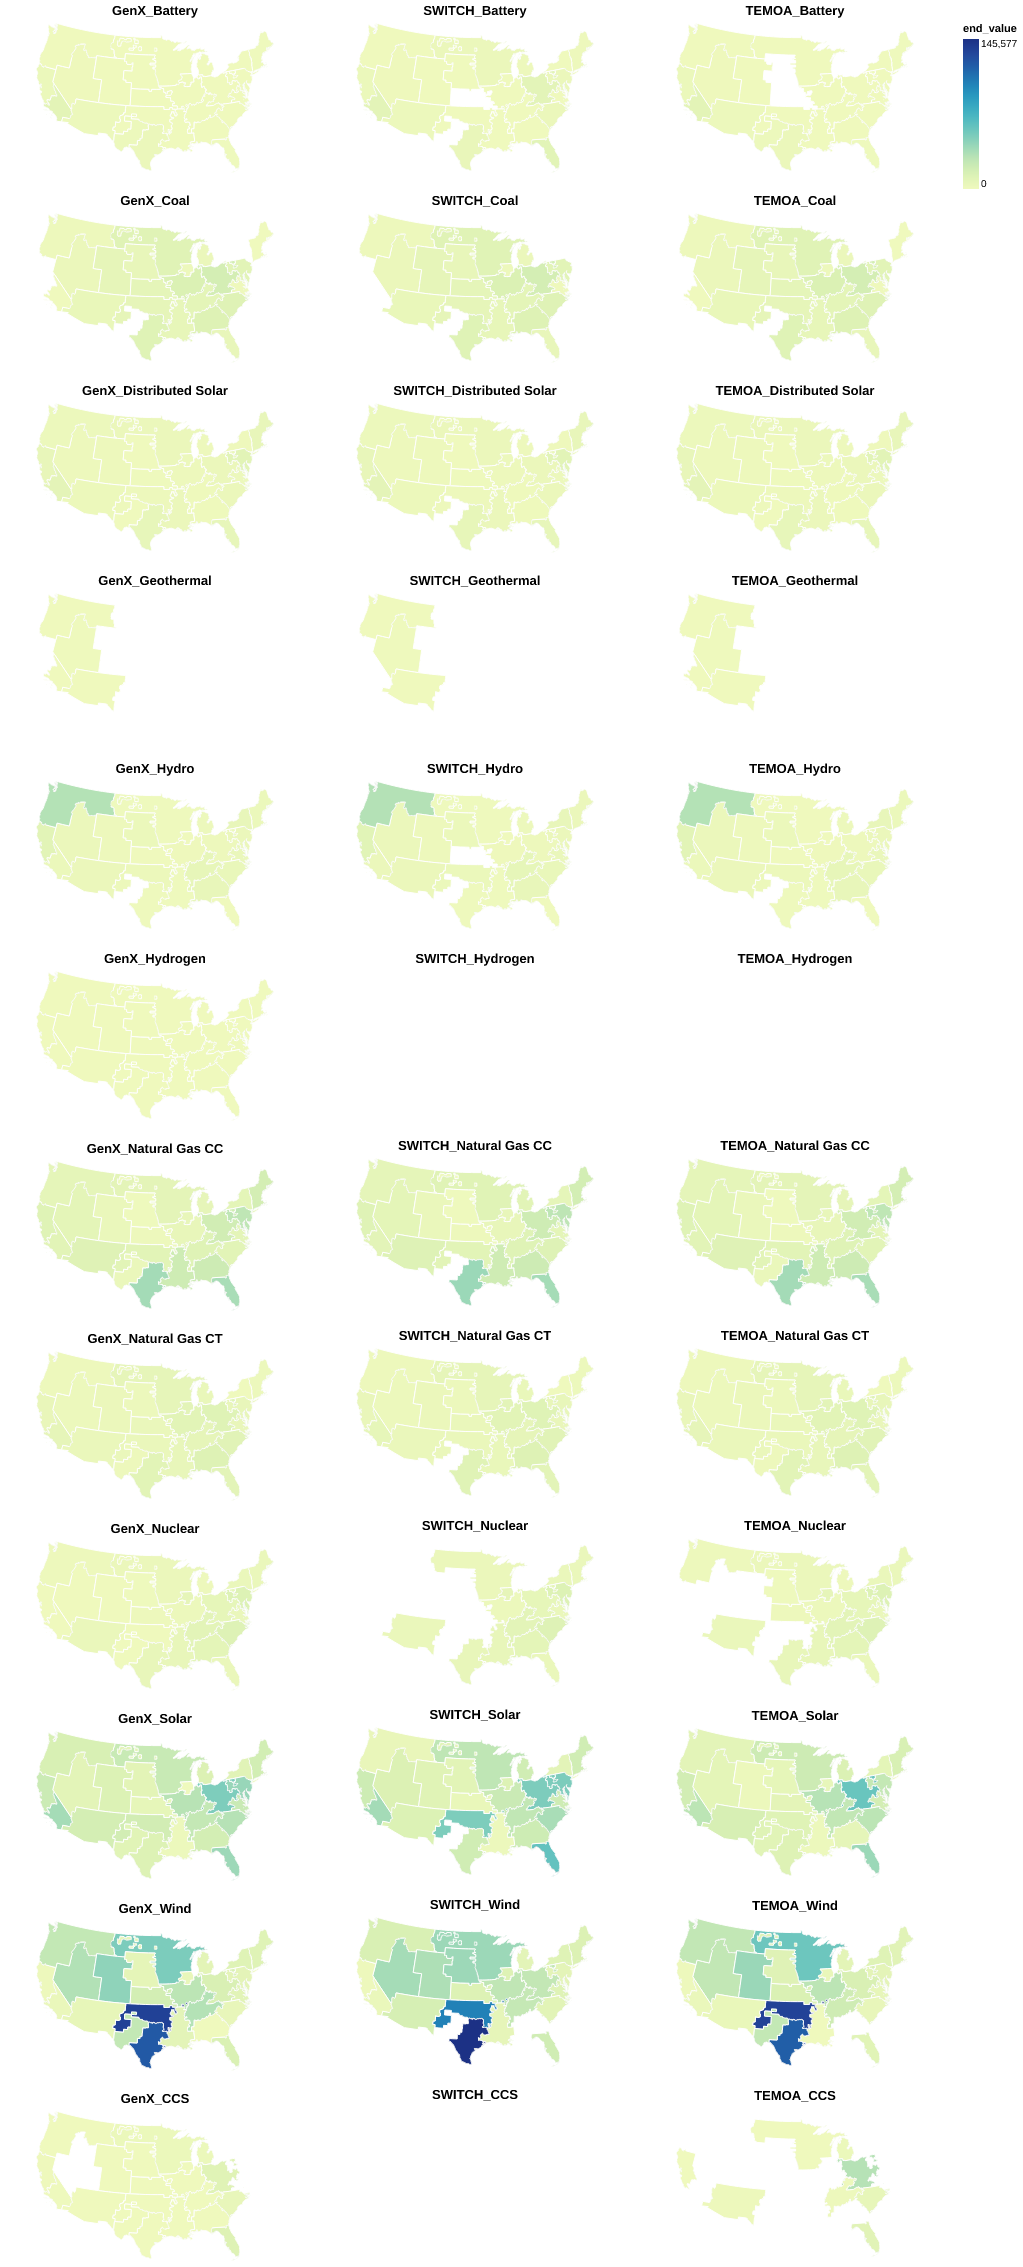 GenX_Battery
SWITCH_Battery
TEMOA_Battery
end_value
145,577
0
GenX_Coal
SWITCH_Coal
TEMOA_Coal
GenX_Distributed Solar
SWITCH_Distributed Solar
TEMOA_Distributed Solar
GenX_Geothermal
SWITCH_Geothermal
TEMOA_Geothermal
GenX_Hydro
SWITCH_Hydro
TEMOA_Hydro
GenX_Hydrogen
SWITCH_Hydrogen
TEMOA_Hydrogen
GenX_Natural Gas CC
SWITCH_Natural Gas CC
TEMOA_Natural Gas CC
GenX_Natural Gas CT
SWITCH_Natural Gas CT
TEMOA_Natural Gas CT
GenX_Nuclear
SWITCH_Nuclear
TEMOA_Nuclear
GenX_Solar
SWITCH_Solar
TEMOA_Solar
GenX_Wind
SWITCH_Wind
TEMOA_Wind
GenX_CCS
SWITCH_CCS
TEMOA_CCS